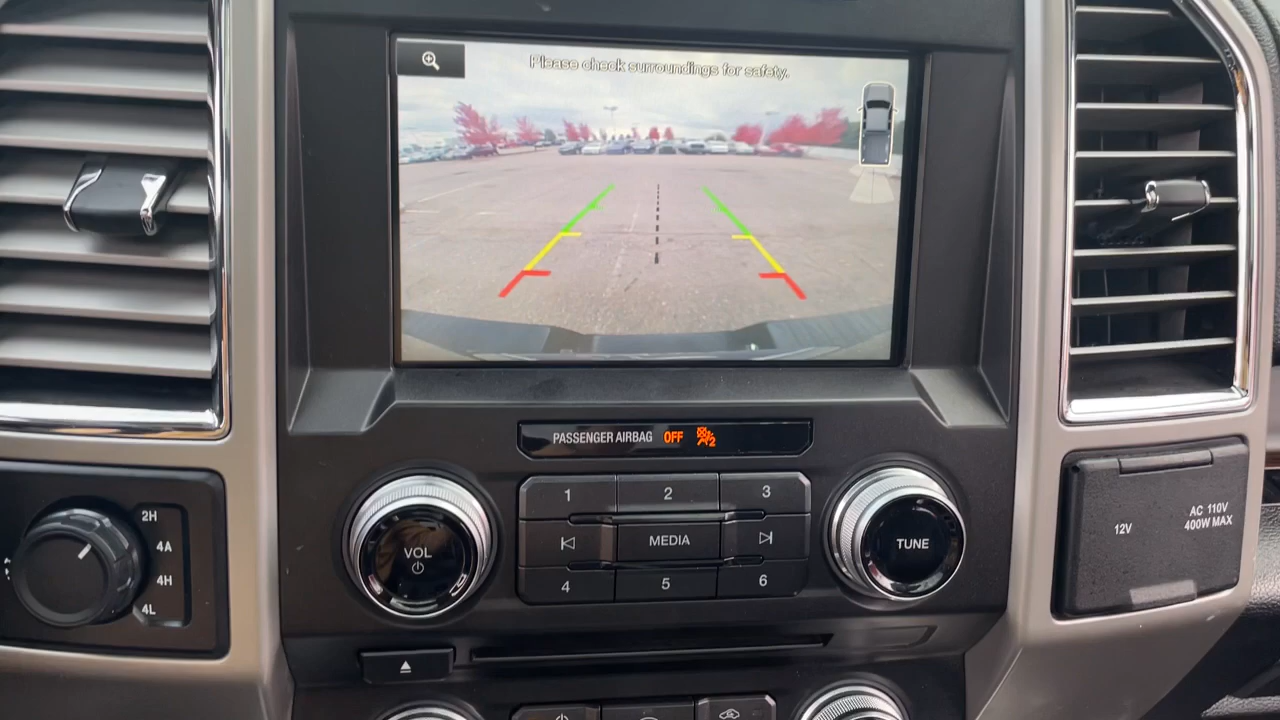 Please check surroundings for safety.
PASSENGER AIRBAG OFF 2
1 2 3
VOL
MEDIA
TUNE
4 5 6
2H
4A
4H
4L
12V
AC 110V
400W MAX